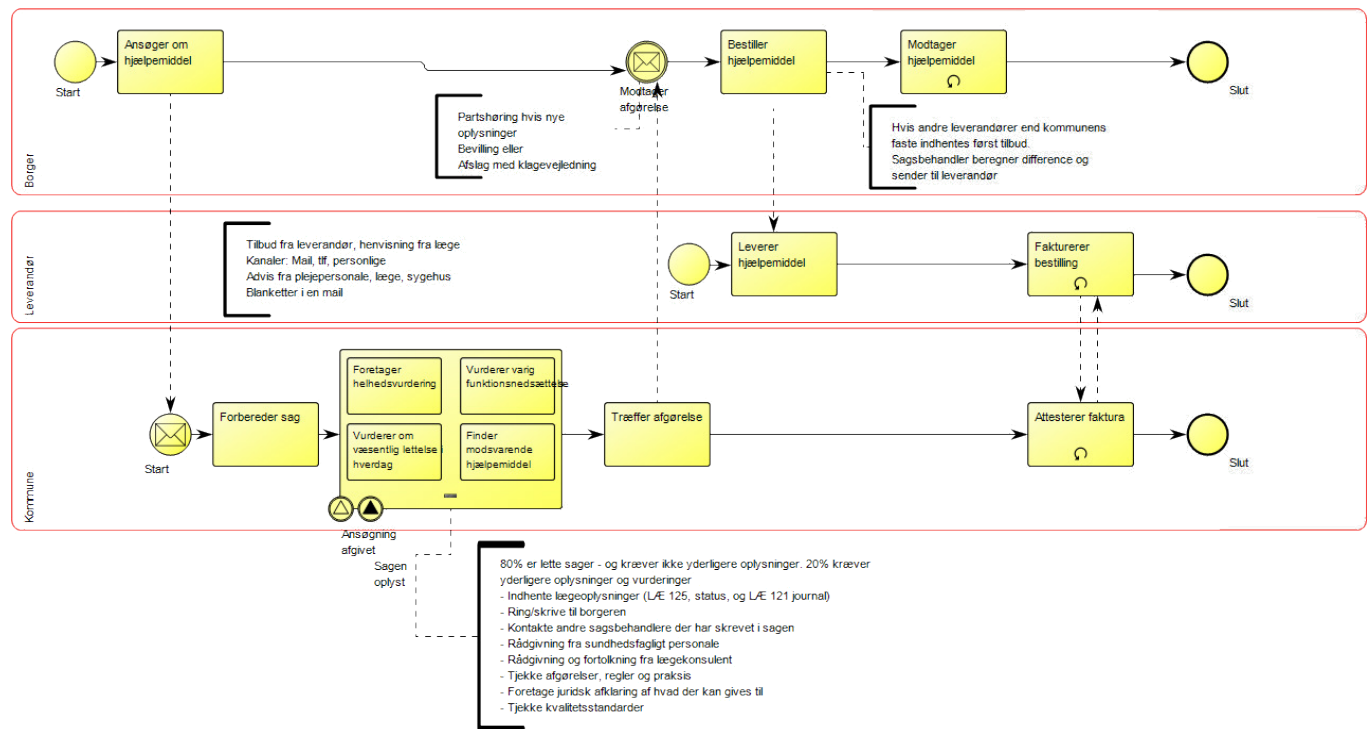 Ansøger om
hjælpemiddel
Start
Modtager
afgørelse
Bestiller
hjælpemiddel
Modtager
hjælpemiddel
Slut
Partshøring hvis nye
oplysninger
Bevilling eller
Afslag med klagevejledning
Hvis andre leverandører end kommunens
faste indhentes først tilbud.
Sagsbehandler beregner difference og
sender til leverandør
Borger
Tilbud fra leverandør, henvisning fra læge
Kanaler: Mail, tlf, personlige
Advis fra plejepersonale, læge, sygehus
Blanketter i en mail
Start
Leverer
hjælpemiddel
Fakturerer
bestilling
Slut
Leverandør
Start
Forbereder sag
Foretager
helhedsvurdering
Vurderer varig
funktionsnedsættelse
Vurderer om
væsentlig lettelse i
hverdag
Finder
modsvarende
hjælpemiddel
Ansøgning
afgivet
Sagen
oplyst
Træffer afgørelse
Attesterer faktura
Slut
Kommune
80% er lette sager - og kræver ikke yderligere oplysninger. 20% kræver
yderligere oplysninger og vurderinger
- Indhente lægeoplysninger (LÆ 125, status, og LÆ 121 journal)
- Ring/skrive til borgeren
- Kontakte andre sagsbehandlere der har skrevet i sagen
- Rådgivning fra sundhedsfagligt personale
- Rådgivning og fortolkning fra lægekonsulent
- Tjekke afgørelser, regler og praksis
- Foretage juridsk afklaring af hvad der kan gives til
- Tjekke kvalitetsstandarder